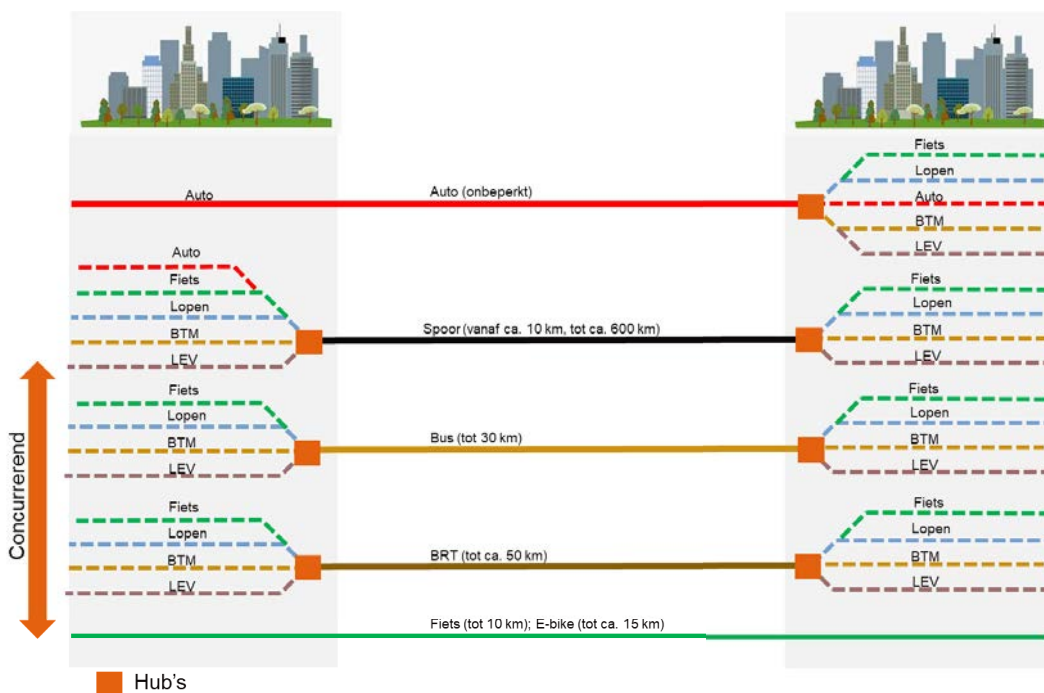 Fiets
Lopen
Auto
Auto (onbeperkt)
Auto
BTM
LEV
Auto
Fiets
Lopen
BTM
LEV
Spoor (vanaf ca. 10 km, tot ca. 600 km)
Fiets
Lopen
BTM
LEV
Fiets
Lopen
BTM
LEV
Bus (tot 30 km)
Fiets
Lopen
BTM
LEV
Fiets
Lopen
BTM
LEV
BRT (tot ca. 50 km)
Fiets
Lopen
BTM
LEV
Concurrerend
Fiets (tot 10 km); E-bike (tot ca. 15 km)
Hub's